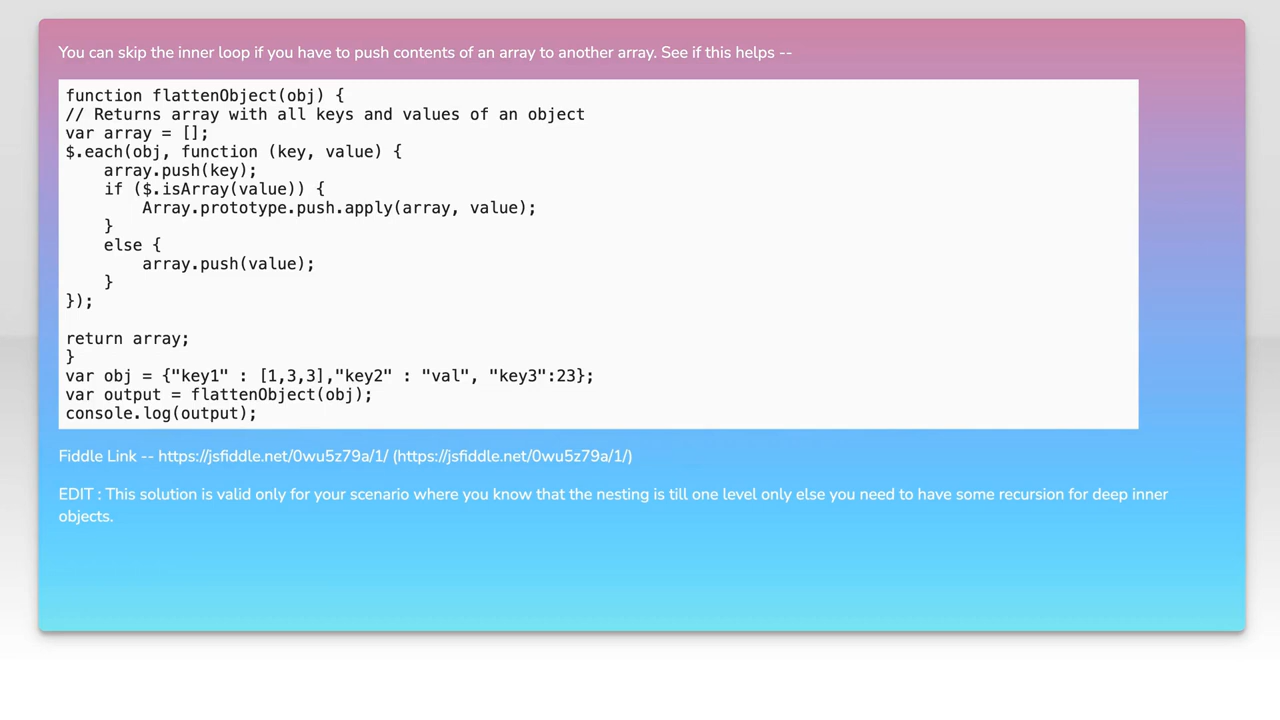 You can skip the inner loop if you have to push contents of an array to another array. See if this helps --
function flattenObject(obj) {
// Returns array with all keys and values of an object
var array = [];
$.each(obj, function (key, value) {
    array.push(key);
    if ($.isArray(value)) {
        Array.prototype.push.apply(array, value);
    }
    else {
        array.push(value);
    }
});

return array;
}
var obj = {"key1" : [1,3,3],"key2" : "val", "key3":23};
var output = flattenObject(obj);
console.log(output);
Fiddle Link -- https://jsfiddle.net/0wu5z79a/1/ (https://jsfiddle.net/0wu5z79a/1/)
EDIT : This solution is valid only for your scenario where you know that the nesting is till one level only else you need to have some recursion for deep inner
objects.